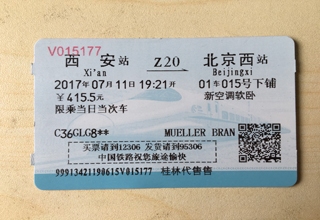 V015177
西 安 站 Z20 北京西 站
Xi'an Beijingxi
2017年07月11日19:21开 01车015号下铺
￥415.5元 新空调软卧
限乘当日当次车
C36GLG8** MUELLER BRAN
买票请到12306 发货请到95306
中国铁路祝您旅途愉快
99913421190615V015177 桂林代售售